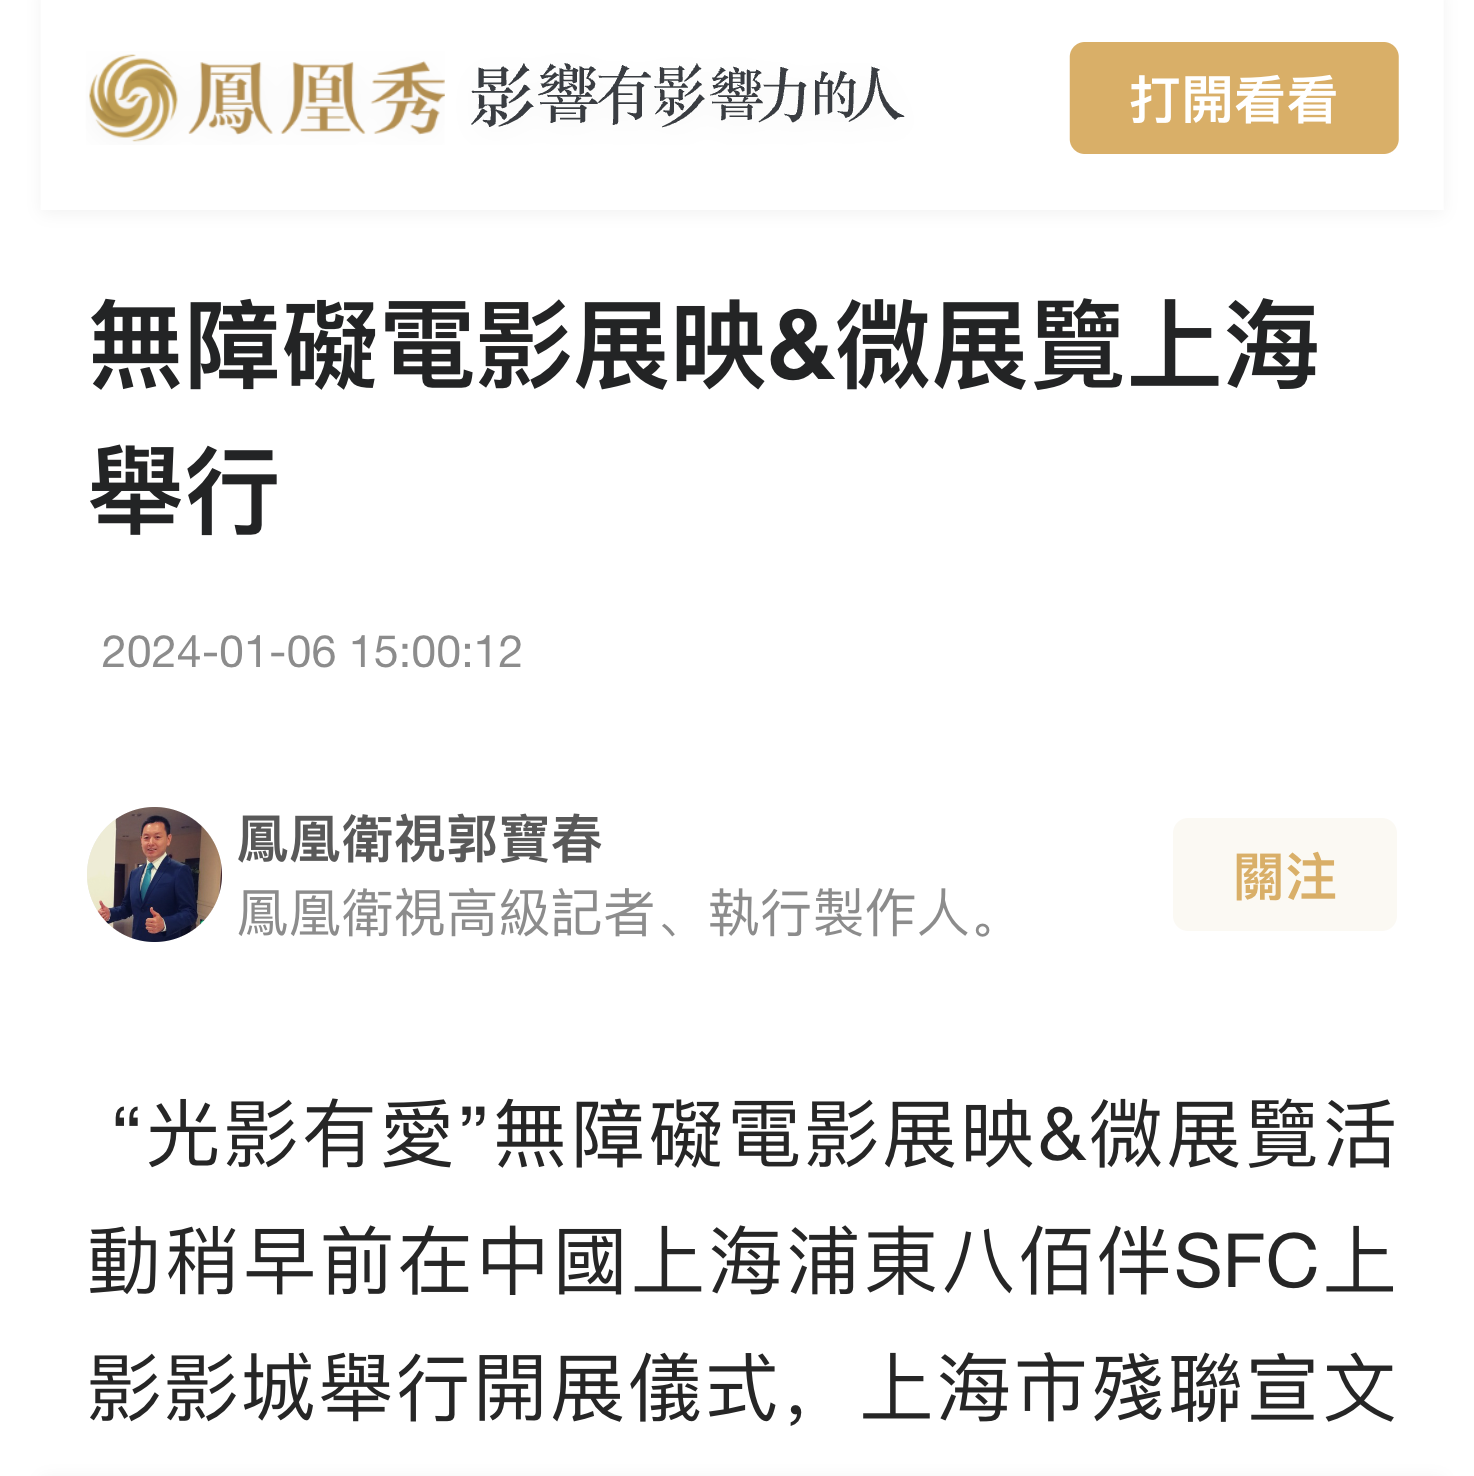 鳳凰秀 影響有影響力的人
打開看看
無障礙電影展映&微展覽上海
舉行
2024-01-06 15:00:12
鳳凰衛視郭寶春
鳳凰衛視高級記者、執行製作人。
關注
“光影有愛”無障礙電影展映&微展覽活
動稍早前在中國上海浦東八佰伴SFC上
影影城舉行開展儀式，上海市殘聯宣文